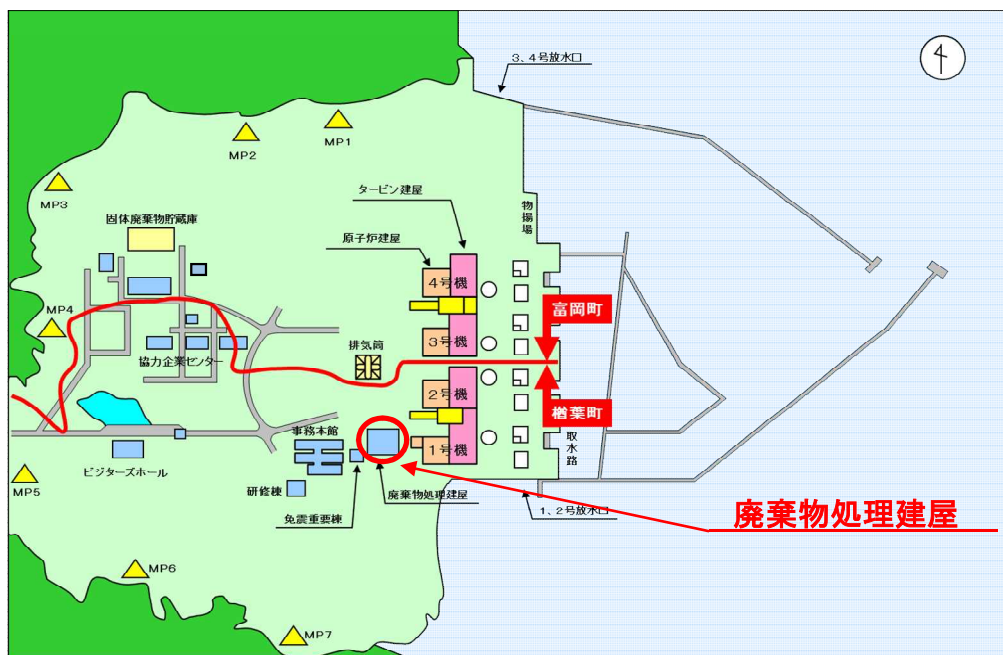 3、4号放水口
MP1
MP2
MP3
タービン建屋
物揚場
固体廃棄物貯蔵庫
原子炉建屋
4号機
富岡町
MP4
3号機
排気筒
協力企業センター
2号機
楢葉町
事務本館
1号機
取水路
ビジターズホール
MP5
研修棟
廃棄物処理建屋
免震重要棟
1、2号放水口
廃棄物処理建屋
MP6
MP7